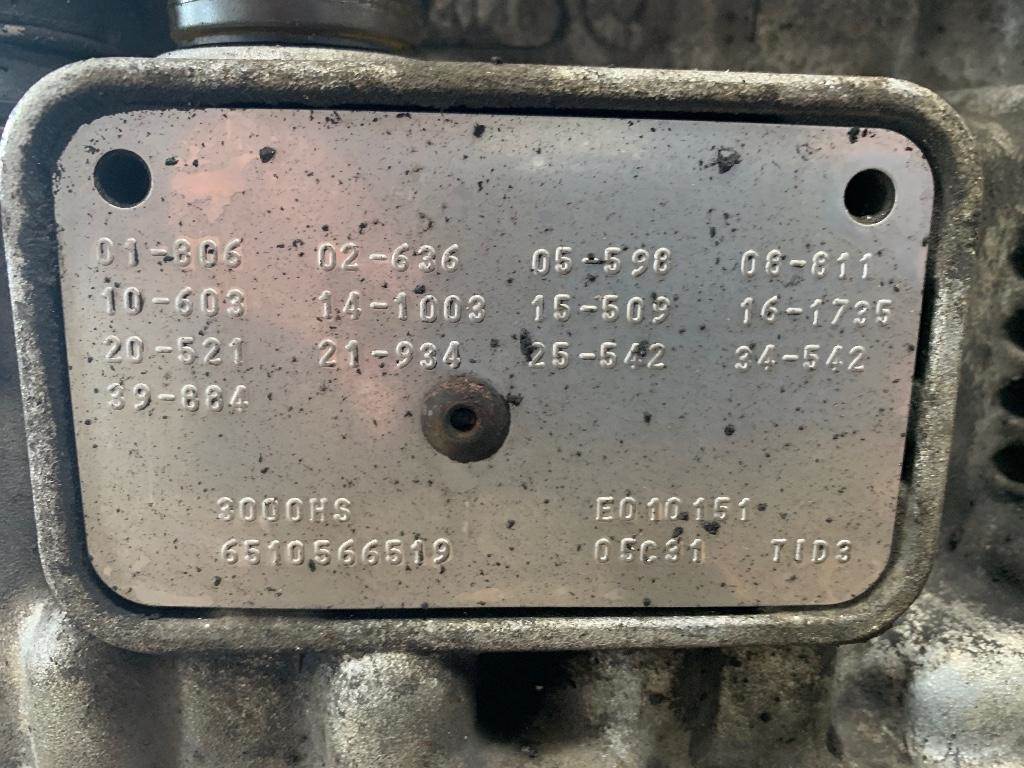 01-806 02-636 05-598 08-811
10-603 14-1003 15-509 16-1735
20-521 21-934 25-542 34-542
39-884
3000HS E010151
6510566519 05C31 TID3